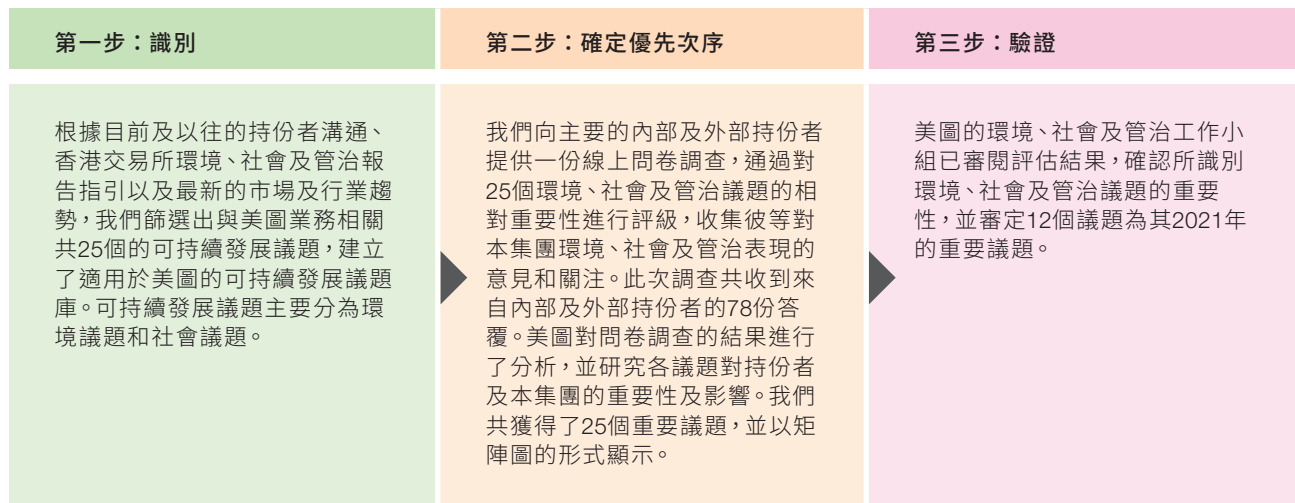 第一步：識別
根據目前及以往的持份者溝通、
香港交易所環境、社會及管治報
告指引以及最新的市場及行業趨
勢，我們篩選出與美圖業務相關
共25個的可持續發展議題，建立
了適用於美圖的可持續發展議題
庫。可持續發展議題主要分為環
境議題和社會議題。
第二步：確定優先次序
我們向主要的內部及外部持份者
提供一份線上問卷調查，通過對
25個環境、社會及管治議題的相
對重要性進行評級，收集彼等對
本集團環境、社會及管治表現的
意見和關注。此次調查共收到來
自內部及外部持份者的78份答
覆。美圖對問卷調查的結果進行
了分析，並研究各議題對持份者
及本集團的重要性及影響。我們
共獲得了25個重要議題，並以矩
陣圖的形式顯示。
第三步：驗證
美圖的環境、社會及管治工作小
組已審閱評估結果，確認所識別
環境、社會及管治議題的重要
性，並審定12個議題為其2021年
的重要議題。